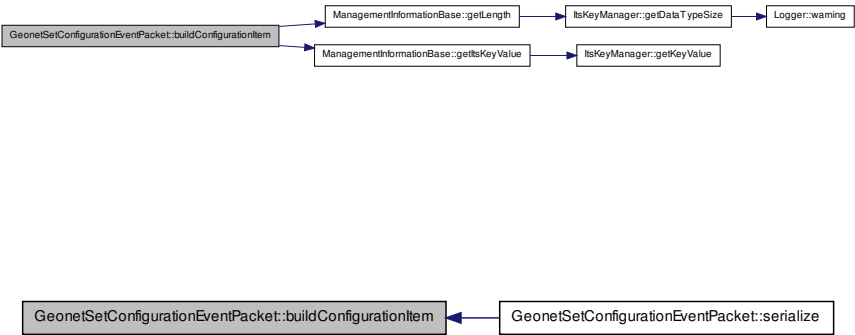 ManagementInformationBase::getLength
ItsKeyManager::getDataTypeSize
Logger::warning
GeonetSetConfigurationEventPacket::buildConfigurationItem
ManagementInformationBase::getItsKeyValue
ItsKeyManager::getKeyValue
GeonetSetConfigurationEventPacket::buildConfigurationItem
GeonetSetConfigurationEventPacket::serialize